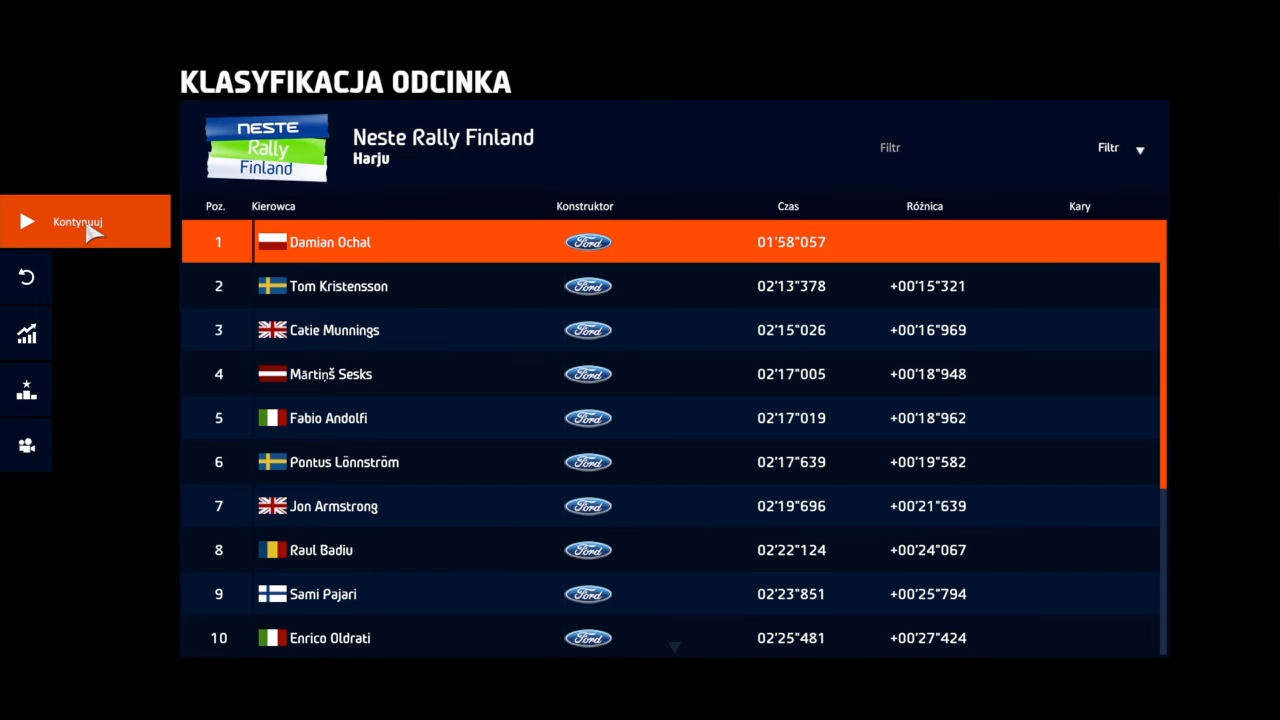 KLASYFIKACJA ODCINKA
NESTE
Rally
Finland
Neste Rally Finland
Harju
Filtr
Filtr
Kontynuuj
Poz. Kierowca Konstruktor Czas Różnica Kary
1 Damian Ochal Ford 01'58"057
2 Tom Kristensson Ford 02'13"378 +00'15"321
3 Catie Munnings Ford 02'15"026 +00'16"969
4 Mārtiņš Sesks Ford 02'17"005 +00'18"948
5 Fabio Andolfi Ford 02'17"019 +00'18"962
6 Pontus Lönnström Ford 02'17"639 +00'19"582
7 Jon Armstrong Ford 02'19"696 +00'21"639
8 Raul Badiu Ford 02'22"124 +00'24"067
9 Sami Pajari Ford 02'23"851 +00'25"794
10 Enrico Oldrati Ford 02'25"481 +00'27"424